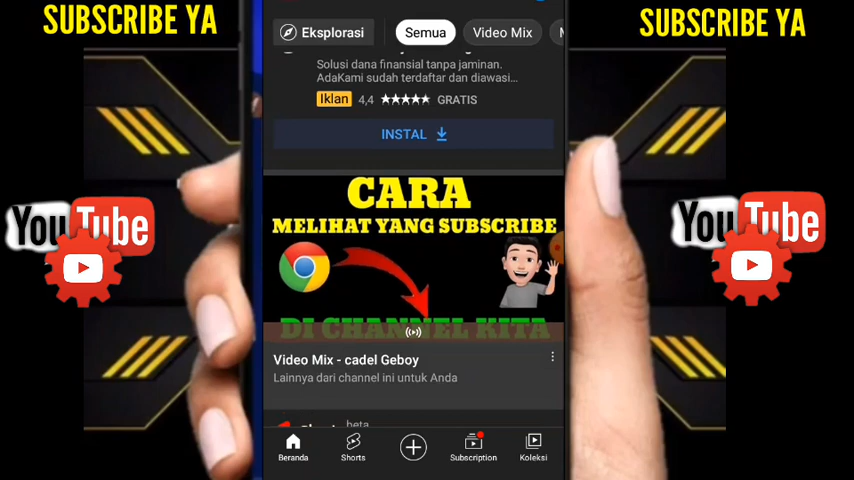 SUBSCRIBE YA
SUBSCRIBE YA
Eksplorasi
Semua
Video Mix
Solusi dana finansial tanpa jaminan.
AdaKami sudah terdaftar dan diawasi...
Iklan 4,4 ★★★★★ GRATIS
INSTAL
CARA
MELIHAT YANG SUBSCRIBE
DI CHANNEL KITA
YouTube
YouTube
Video Mix - cadel Geboy
Lainnya dari channel ini untuk Anda
beta
Beranda
Shorts
Subscription
Koleksi